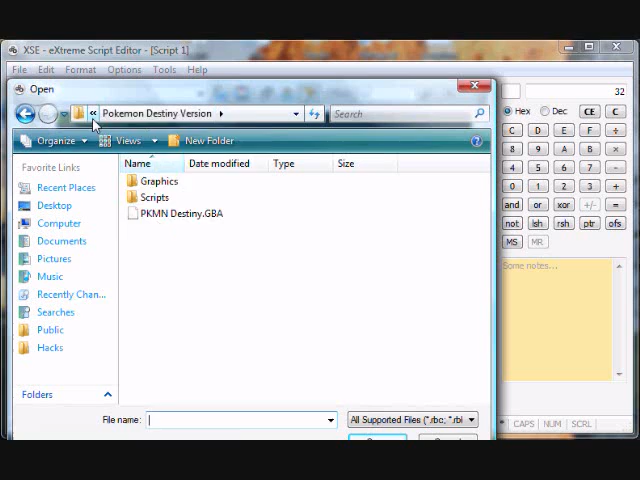 XSE - eXtreme Script Editor - [Script 1]
File Edit Format Options Tools Help
Open
32
« Pokemon Destiny Version
Search
Hex Dec CE C
Organize Views New Folder
Favorite Links
Name Date modified Type Size
C D E F +
8 9 A B *
4 5 6 7 -
0 1 2 3 ÷
and or xor +/- =
not lsh rsh ptr ofs
MS MR
Recent Places
Desktop
Computer
Documents
Pictures
Music
Recently Chan...
Searches
Public
Hacks
Graphics
Scripts
PKMN Destiny.GBA
Some notes...
Folders
File name:
All Supported Files (*.rbc; *.rbl
CAPS NUM SCRL